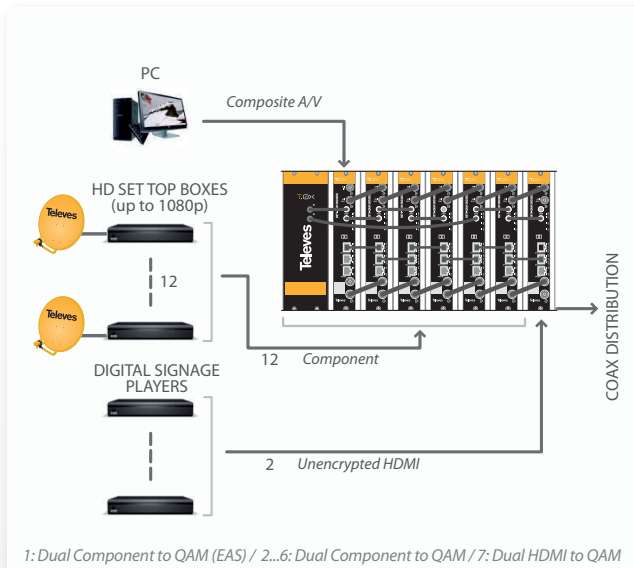 PC
Composite A/V
HD SET TOP BOXES
(up to 1080p)
Televes
12
Televes
T.OX
Televes
12 Component
DIGITAL SIGNAGE
PLAYERS
2 Unencrypted HDMI
COAX DISTRIBUTION
1: Dual Component to QAM (EAS) / 2...6: Dual Component to QAM / 7: Dual HDMI to QAM